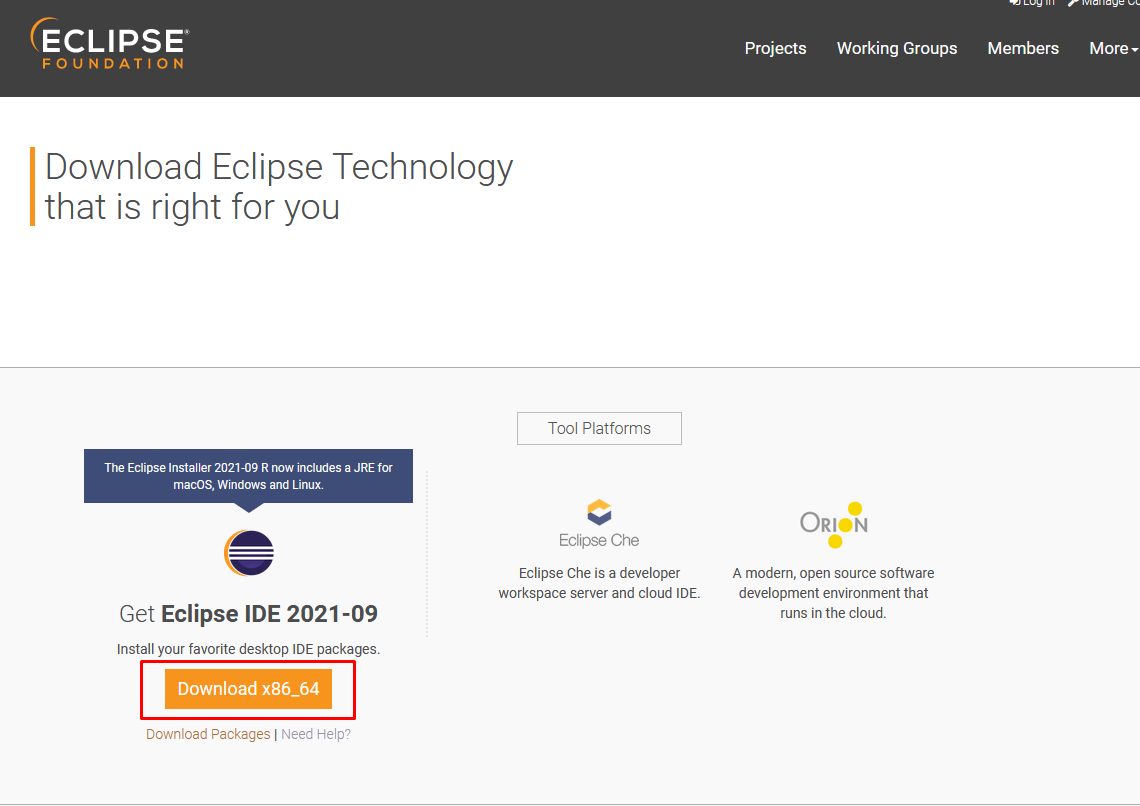 Log in Manage Co
ECLIPSE®
FOUNDATION
Projects Working Groups Members More
Download Eclipse Technology
that is right for you
Tool Platforms
The Eclipse Installer 2021-09 R now includes a JRE for
macOS, Windows and Linux.
Get Eclipse IDE 2021-09
Install your favorite desktop IDE packages.
Download x86_64
Download Packages | Need Help?
Eclipse Che
Eclipse Che is a developer
workspace server and cloud IDE.
ORION
A modern, open source software
development environment that
runs in the cloud.